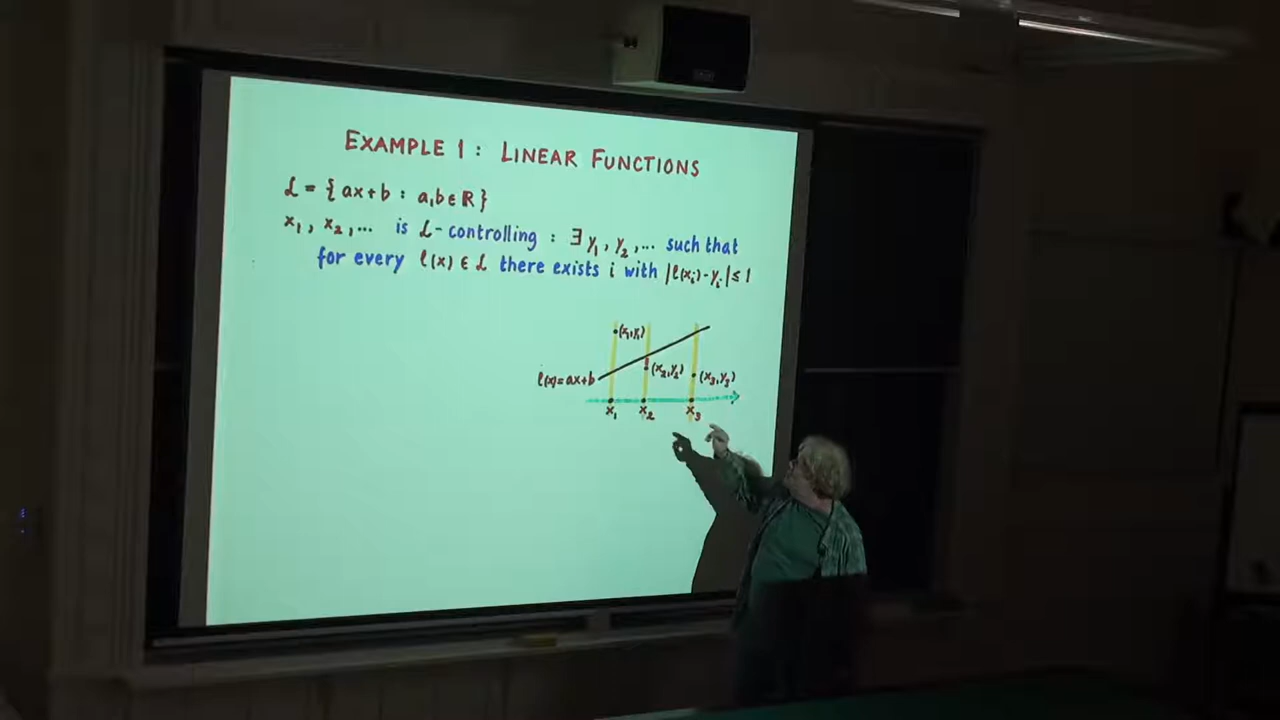 EXAMPLE 1 : LINEAR FUNCTIONS
ℒ = { ax+b : a,b ∈ ℝ }
x₁, x₂, ... is ℒ-controlling : ∃ y₁, y₂, ... such that
for every ℓ(x) ∈ ℒ there exists i with |ℓ(xᵢ)-yᵢ| ≤ 1
(x₁,y₁)
(x₂,y₂)
(x₃,y₃)
ℓ(x)=ax+b
x₁ x₂ x₃